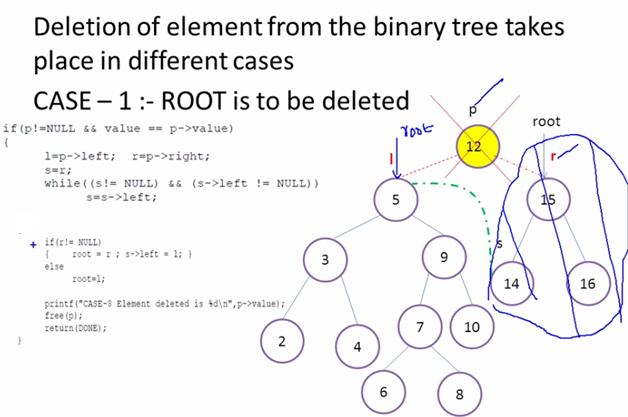 Deletion of element from the binary tree takes
place in different cases
CASE – 1 :- ROOT is to be deleted
if(p!=NULL && value == p->value)
{
l=p->left; r=p->right;
s=r;
while((s!= NULL) && (s->left != NULL))
s=s->left;
+ if(r!= NULL)
{ root = r ; s->left = l; }
else
root=l;
printf("CASE-8 Element deleted is %d\n",p->value);
free(p);
return(DONE);
}
p
root
root
12
l
r
5
15
3
9
s
14
16
2
4
7
10
6
8